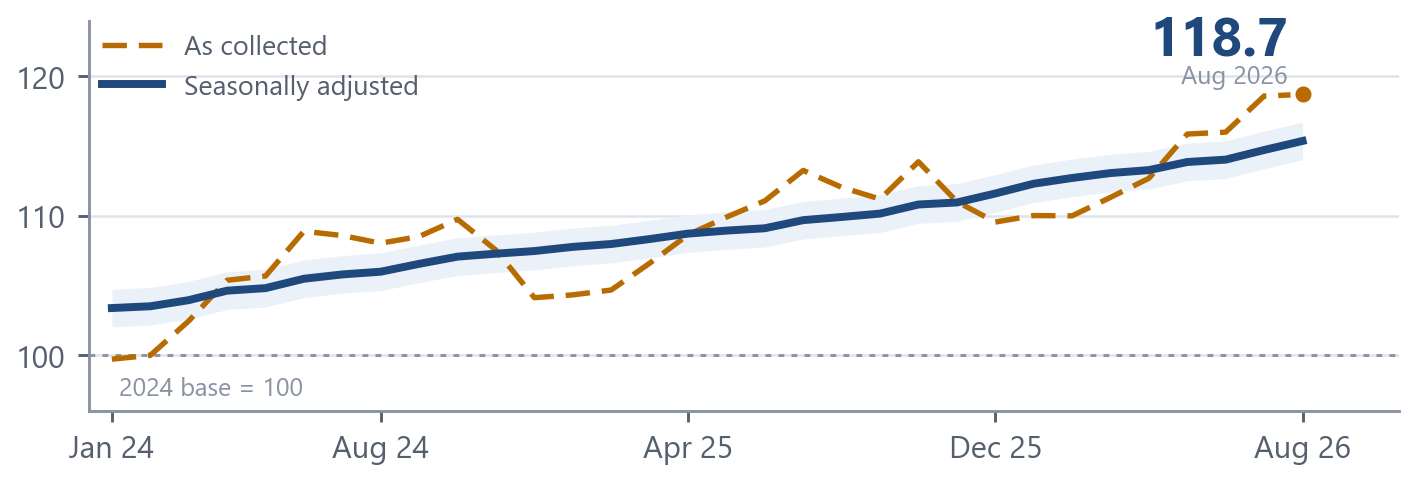 As collected
Seasonally adjusted
118.7
Aug 2026
120
110
100
2024 base = 100
Jan 24
Aug 24
Apr 25
Dec 25
Aug 26